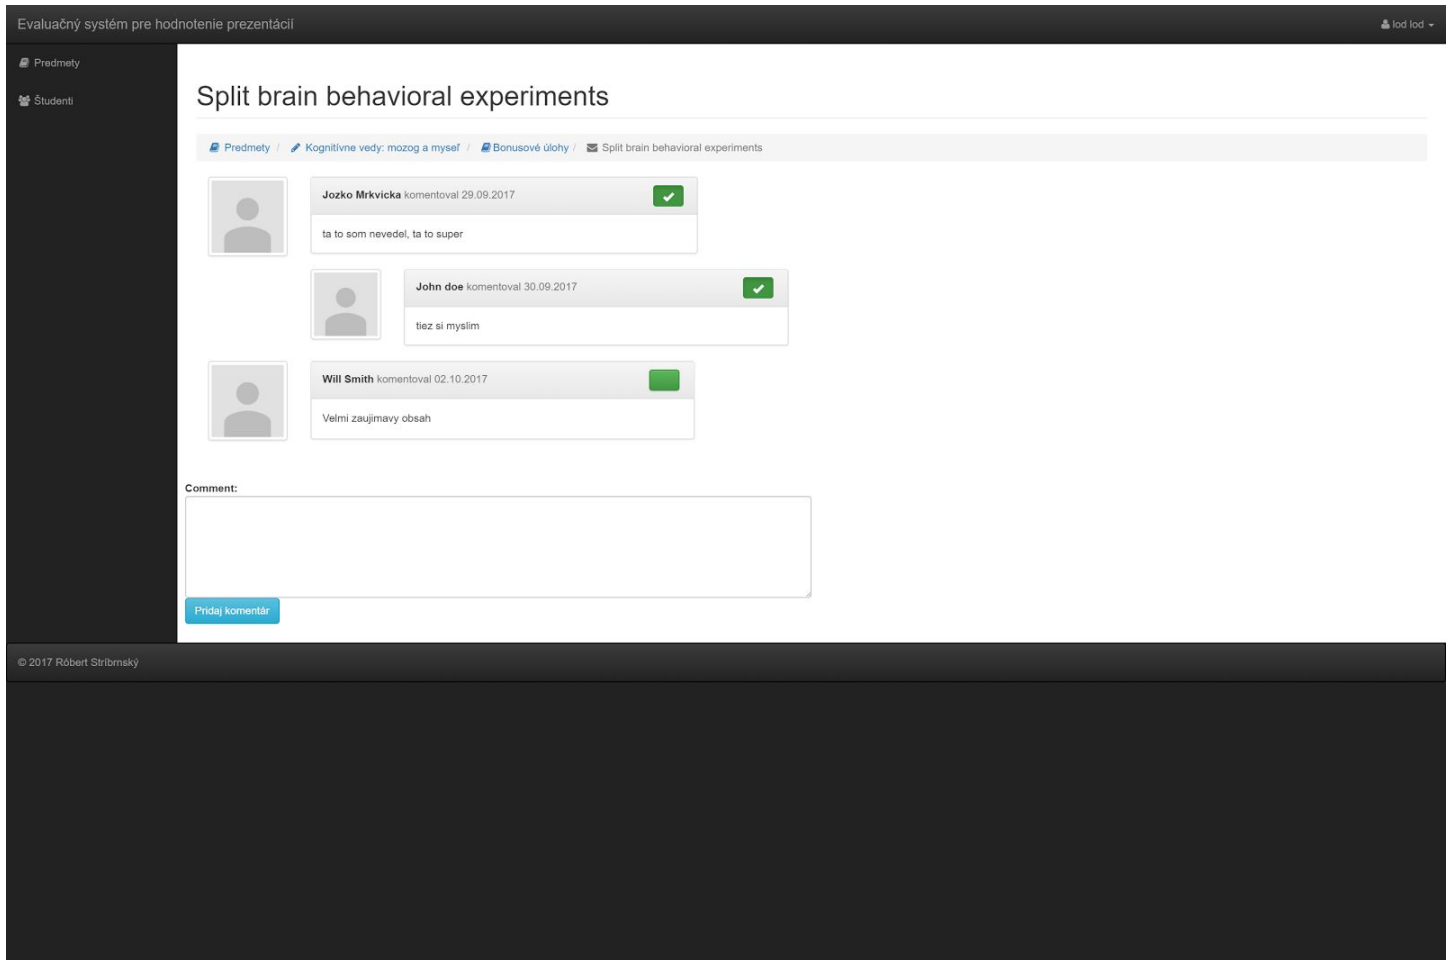 Evaluačný systém pre hodnotenie prezentácií
lod lod
Predmety
Študenti
Split brain behavioral experiments
Predmety / Kognitívne vedy: mozog a myseľ / Bonusové úlohy / Split brain behavioral experiments
Jozko Mrkvicka komentoval 29.09.2017
ta to som nevedel, ta to super
John doe komentoval 30.09.2017
tiez si myslim
Will Smith komentoval 02.10.2017
Velmi zaujimavy obsah
Comment:
Pridaj komentár
© 2017 Róbert Stríbrnský